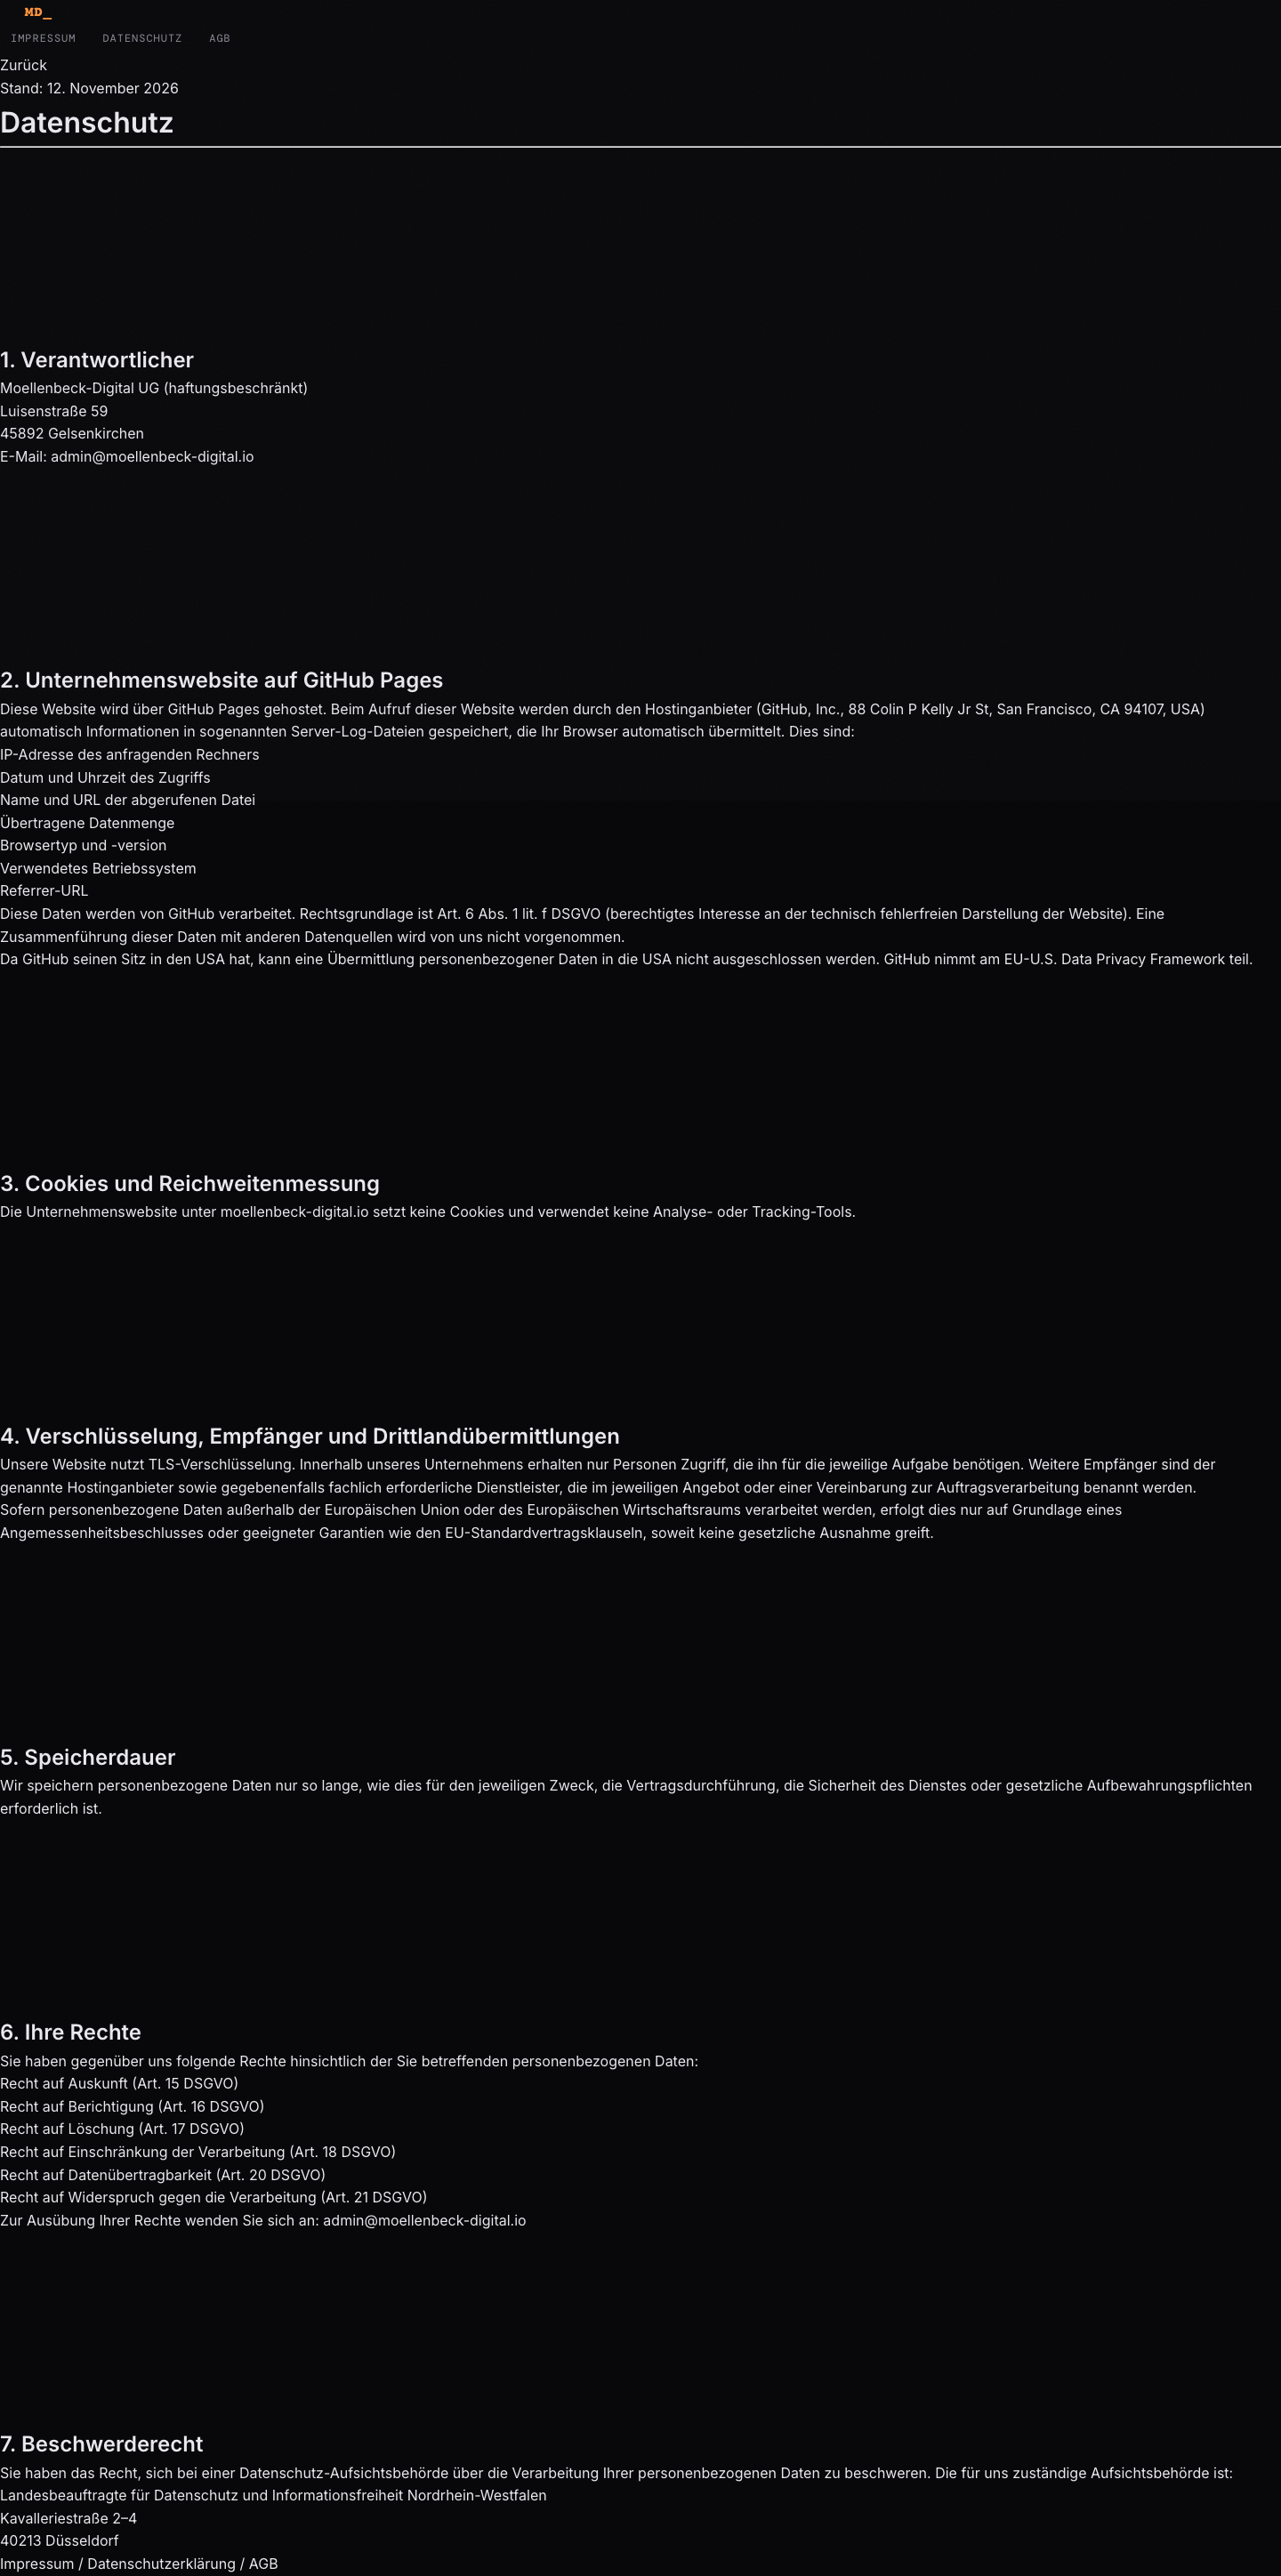 MD_
IMPRESSUM DATENSCHUTZ AGB
Zurück
Stand: 12. November 2026
Datenschutz
1. Verantwortlicher
Moellenbeck-Digital UG (haftungsbeschränkt)
Luisenstraße 59
45892 Gelsenkirchen
E-Mail: admin@moellenbeck-digital.io
2. Unternehmenswebsite auf GitHub Pages
Diese Website wird über GitHub Pages gehostet. Beim Aufruf dieser Website werden durch den Hostinganbieter (GitHub, Inc., 88 Colin P Kelly Jr St, San Francisco, CA 94107, USA)
automatisch Informationen in sogenannten Server-Log-Dateien gespeichert, die Ihr Browser automatisch übermittelt. Dies sind:
IP-Adresse des anfragenden Rechners
Datum und Uhrzeit des Zugriffs
Name und URL der abgerufenen Datei
Übertragene Datenmenge
Browsertyp und -version
Verwendetes Betriebssystem
Referrer-URL
Diese Daten werden von GitHub verarbeitet. Rechtsgrundlage ist Art. 6 Abs. 1 lit. f DSGVO (berechtigtes Interesse an der technisch fehlerfreien Darstellung der Website). Eine
Zusammenführung dieser Daten mit anderen Datenquellen wird von uns nicht vorgenommen.
Da GitHub seinen Sitz in den USA hat, kann eine Übermittlung personenbezogener Daten in die USA nicht ausgeschlossen werden. GitHub nimmt am EU-U.S. Data Privacy Framework teil.
3. Cookies und Reichweitenmessung
Die Unternehmenswebsite unter moellenbeck-digital.io setzt keine Cookies und verwendet keine Analyse- oder Tracking-Tools.
4. Verschlüsselung, Empfänger und Drittlandübermittlungen
Unsere Website nutzt TLS-Verschlüsselung. Innerhalb unseres Unternehmens erhalten nur Personen Zugriff, die ihn für die jeweilige Aufgabe benötigen. Weitere Empfänger sind der
genannte Hostinganbieter sowie gegebenenfalls fachlich erforderliche Dienstleister, die im jeweiligen Angebot oder einer Vereinbarung zur Auftragsverarbeitung benannt werden.
Sofern personenbezogene Daten außerhalb der Europäischen Union oder des Europäischen Wirtschaftsraums verarbeitet werden, erfolgt dies nur auf Grundlage eines
Angemessenheitsbeschlusses oder geeigneter Garantien wie den EU-Standardvertragsklauseln, soweit keine gesetzliche Ausnahme greift.
5. Speicherdauer
Wir speichern personenbezogene Daten nur so lange, wie dies für den jeweiligen Zweck, die Vertragsdurchführung, die Sicherheit des Dienstes oder gesetzliche Aufbewahrungspflichten
erforderlich ist.
6. Ihre Rechte
Sie haben gegenüber uns folgende Rechte hinsichtlich der Sie betreffenden personenbezogenen Daten:
Recht auf Auskunft (Art. 15 DSGVO)
Recht auf Berichtigung (Art. 16 DSGVO)
Recht auf Löschung (Art. 17 DSGVO)
Recht auf Einschränkung der Verarbeitung (Art. 18 DSGVO)
Recht auf Datenübertragbarkeit (Art. 20 DSGVO)
Recht auf Widerspruch gegen die Verarbeitung (Art. 21 DSGVO)
Zur Ausübung Ihrer Rechte wenden Sie sich an: admin@moellenbeck-digital.io
7. Beschwerderecht
Sie haben das Recht, sich bei einer Datenschutz-Aufsichtsbehörde über die Verarbeitung Ihrer personenbezogenen Daten zu beschweren. Die für uns zuständige Aufsichtsbehörde ist:
Landesbeauftragte für Datenschutz und Informationsfreiheit Nordrhein-Westfalen
Kavalleriestraße 2–4
40213 Düsseldorf
Impressum / Datenschutzerklärung / AGB